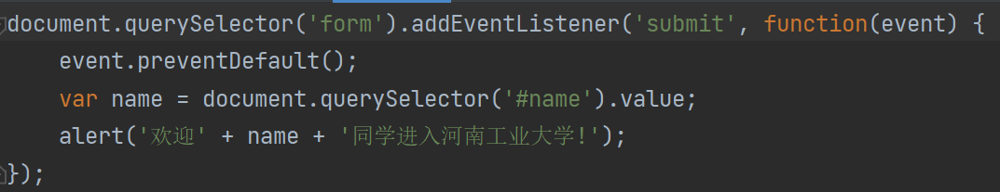 document.querySelector('form').addEventListener('submit', function(event) {
    event.preventDefault();
    var name = document.querySelector('#name').value;
    alert('欢迎' + name + '同学进入河南工业大学!');
});